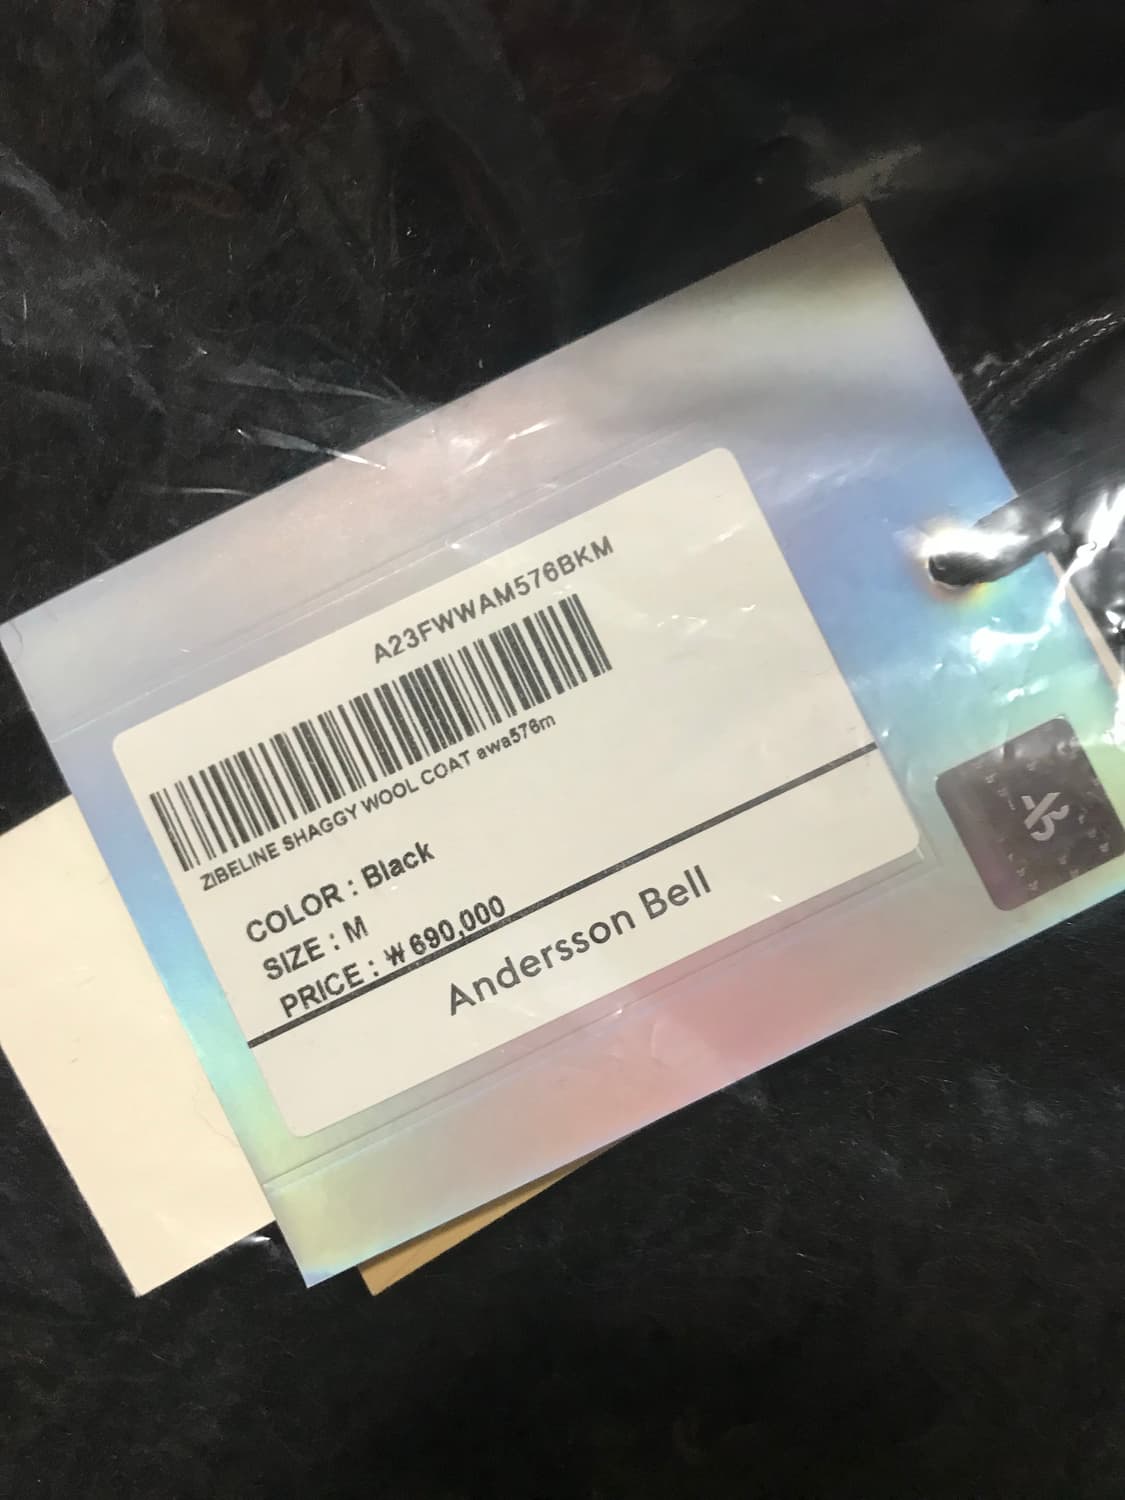 A23FWWAM576BKM
ZIBELINE SHAGGY WOOL COAT awa576m
COLOR : Black
SIZE : M
PRICE : ₩ 690,000
Andersson Bell